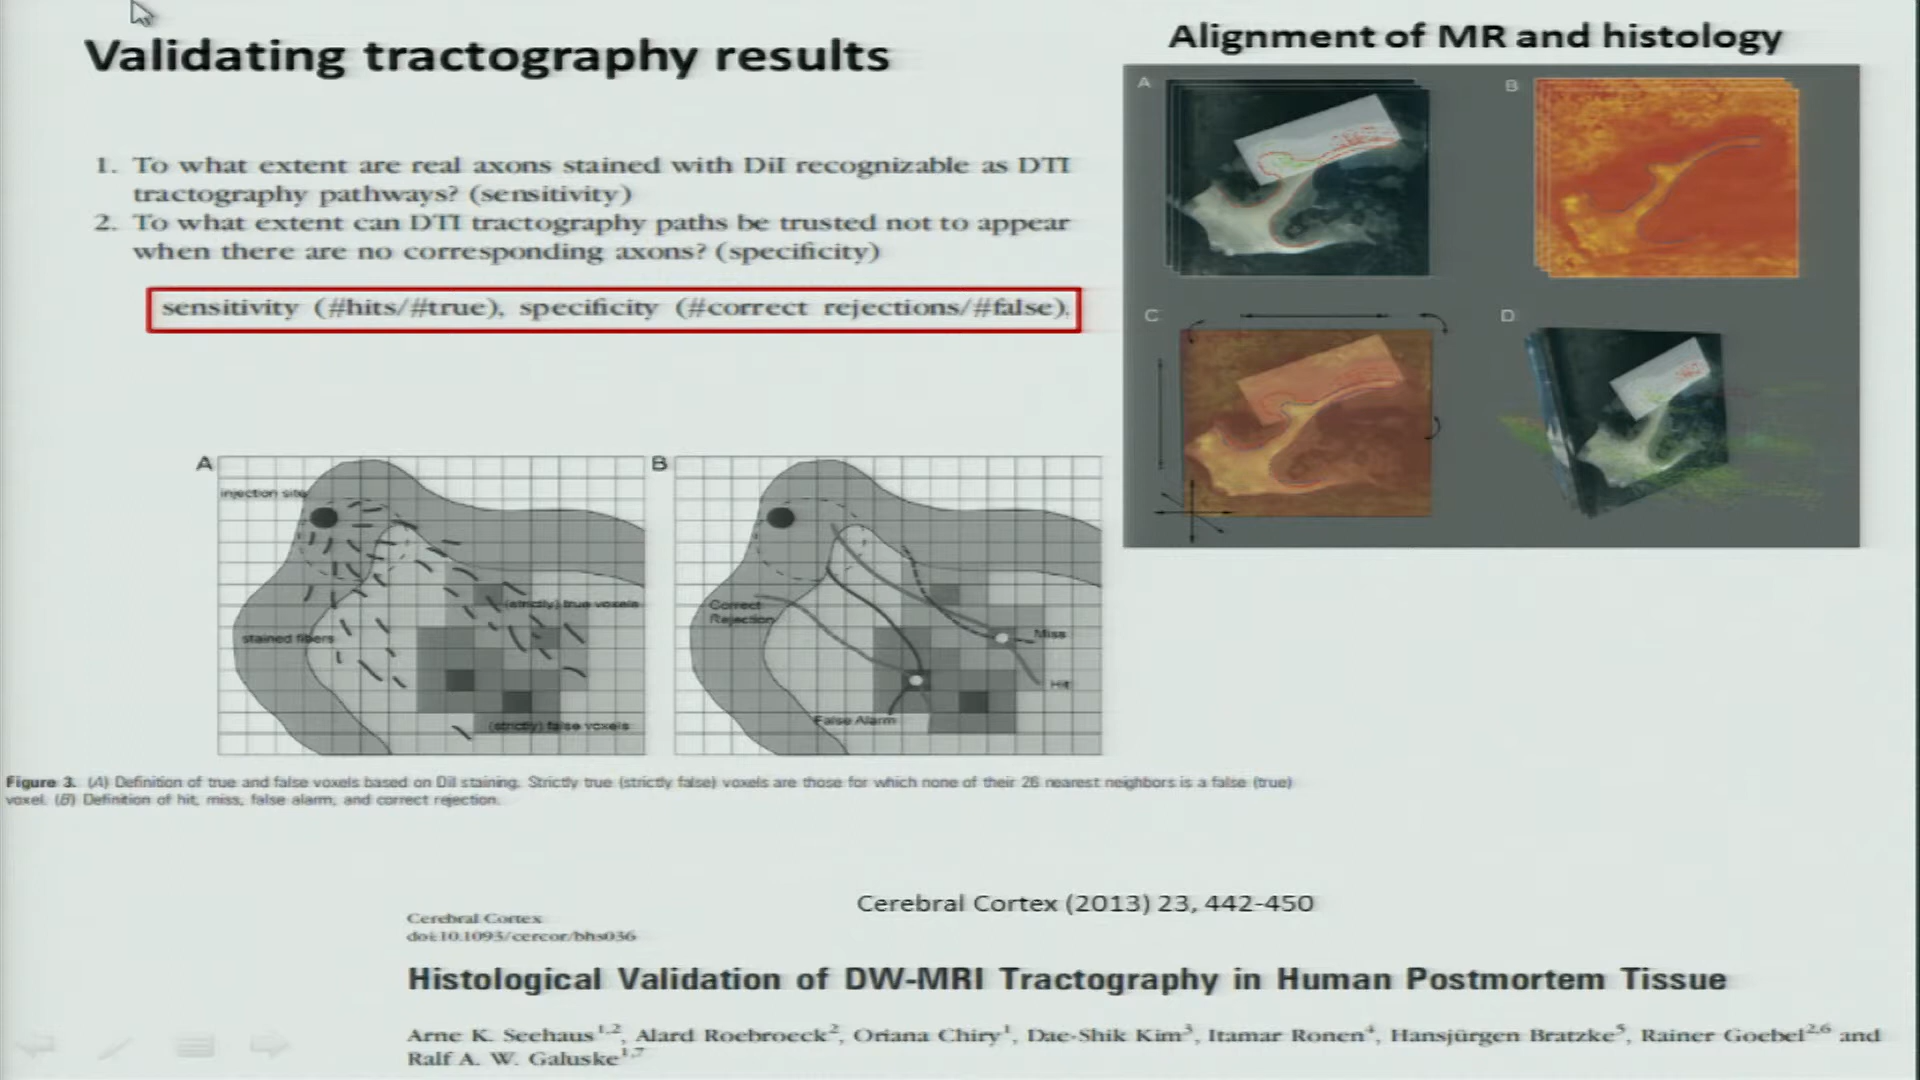 Validating tractography results
Alignment of MR and histology
1. To what extent are real axons stained with DiI recognizable as DTI
tractography pathways? (sensitivity)
2. To what extent can DTI tractography paths be trusted not to appear
when there are no corresponding axons? (specificity)
sensitivity (#hits/#true), specificity (#correct rejections/#false).
A
B
C
D
A
injection site
(strictly) true voxels
stained fibers
(strictly) false voxels
B
Correct
Rejection
Miss
Hit
False Alarm
Figure 3. (A) Definition of true and false voxels based on DiI staining. Strictly true (strictly false) voxels are those for which none of their 26 nearest neighbors is a false (true)
voxel. (B) Definition of hit, miss, false alarm, and correct rejection.
Cerebral Cortex (2013) 23, 442-450
Cerebral Cortex
doi:10.1093/cercor/bhs036
Histological Validation of DW-MRI Tractography in Human Postmortem Tissue
Arne K. Seehaus1,2, Alard Roebroeck2, Oriana Chiry1, Dae-Shik Kim3, Itamar Ronen4, Hansjürgen Bratzke5, Rainer Goebel2,6 and
Ralf A. W. Galuske1,7